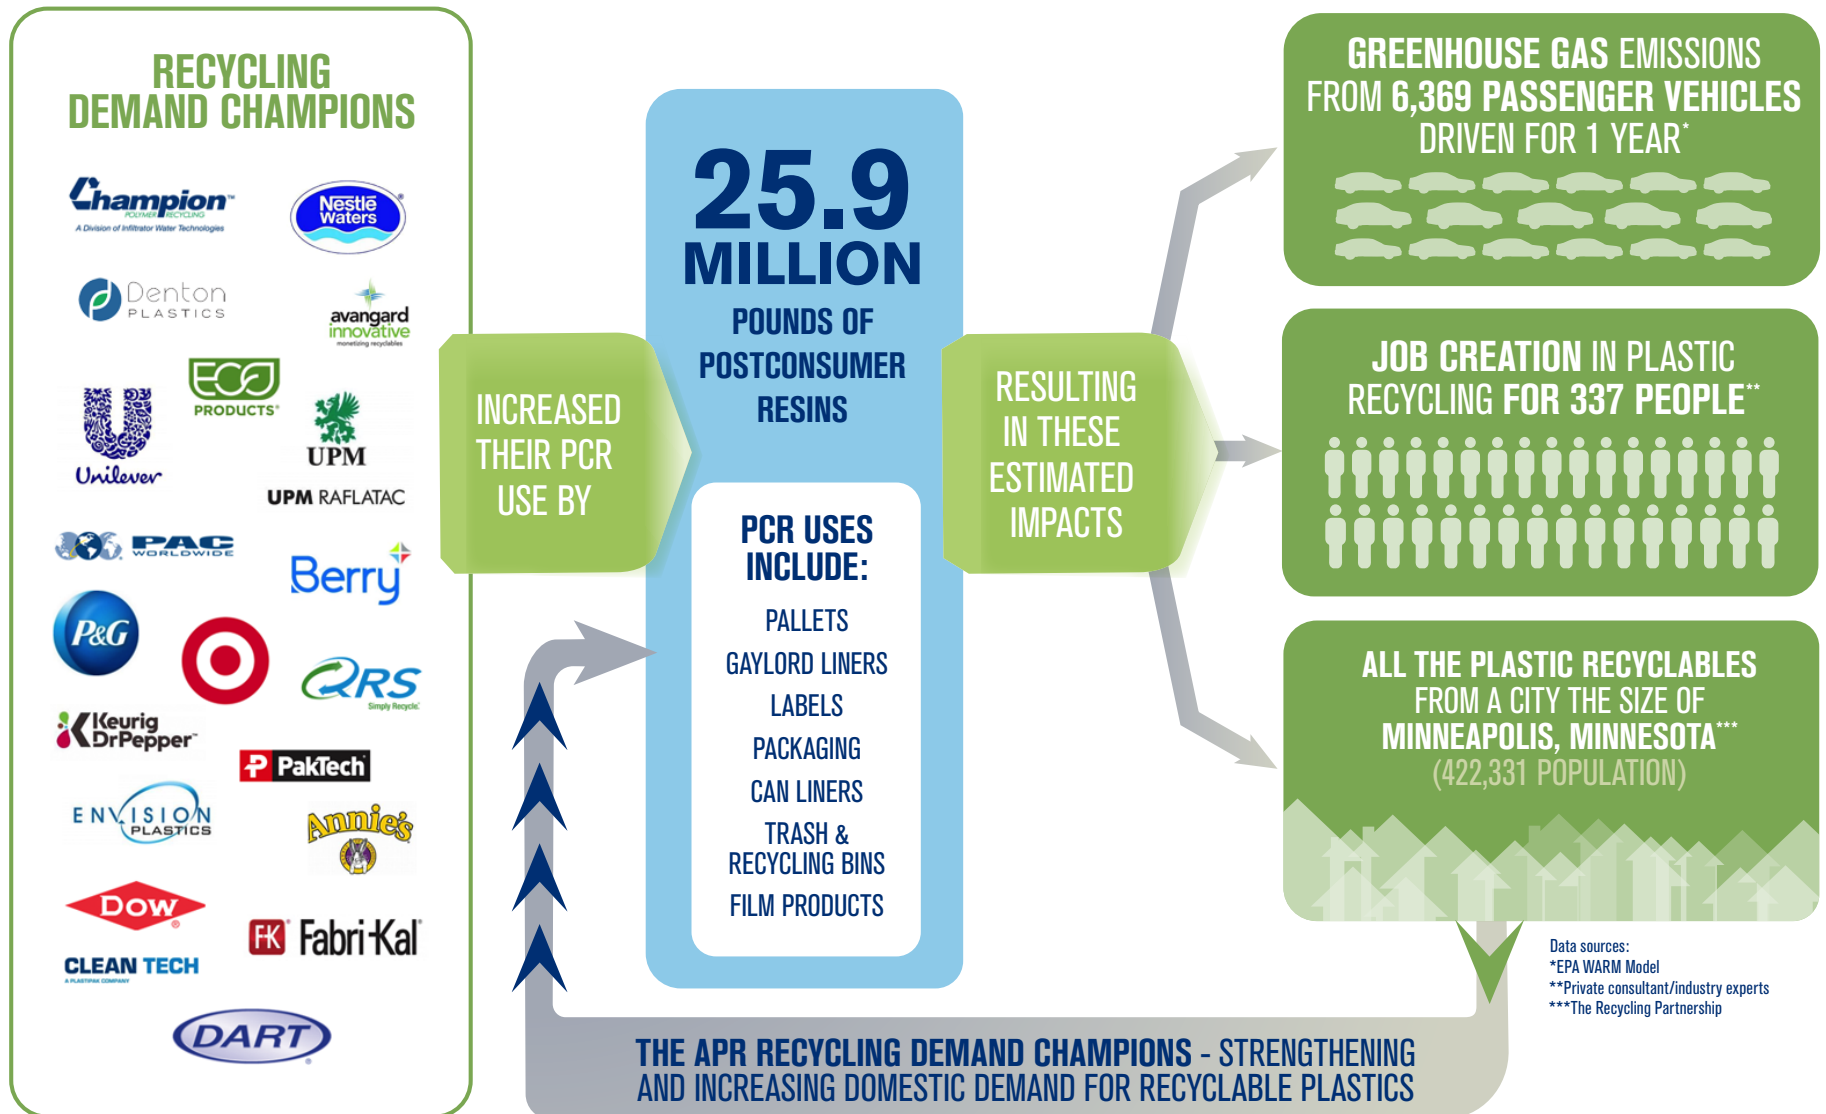 RECYCLING
DEMAND CHAMPIONS
Champion™
POLYMER RECYCLING
A Division of Infiltrator Water Technologies
Nestlé
Waters®
Denton
PLASTICS
avangard
innovative
monetizing recyclables
ECO
PRODUCTS®
Unilever
UPM
UPM RAFLATAC
PAC
WORLDWIDE
Berry
P&G
QRS
Simply Recycle.
Keurig
DrPepper™
PakTech
ENVISION
PLASTICS
Annie's
DOW®
FK® Fabri-Kal®
CLEAN TECH
A PLASTIPAK COMPANY
DART®
INCREASED
THEIR PCR
USE BY
25.9
MILLION
POUNDS OF
POSTCONSUMER
RESINS
PCR USES
INCLUDE:
PALLETS
GAYLORD LINERS
LABELS
PACKAGING
CAN LINERS
TRASH &
RECYCLING BINS
FILM PRODUCTS
RESULTING
IN THESE
ESTIMATED
IMPACTS
GREENHOUSE GAS EMISSIONS
FROM 6,369 PASSENGER VEHICLES
DRIVEN FOR 1 YEAR*
JOB CREATION IN PLASTIC
RECYCLING FOR 337 PEOPLE**
ALL THE PLASTIC RECYCLABLES
FROM A CITY THE SIZE OF
MINNEAPOLIS, MINNESOTA***
(422,331 POPULATION)
Data sources:
*EPA WARM Model
**Private consultant/industry experts
***The Recycling Partnership
THE APR RECYCLING DEMAND CHAMPIONS - STRENGTHENING
AND INCREASING DOMESTIC DEMAND FOR RECYCLABLE PLASTICS